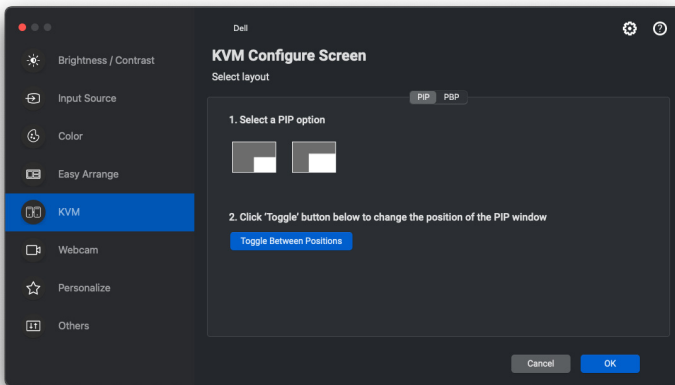 Dell
KVM Configure Screen
Select layout
PIP PBP
1. Select a PIP option
2. Click 'Toggle' button below to change the position of the PIP window
Toggle Between Positions
Cancel OK
Brightness / Contrast
Input Source
Color
Easy Arrange
KVM
Webcam
Personalize
Others